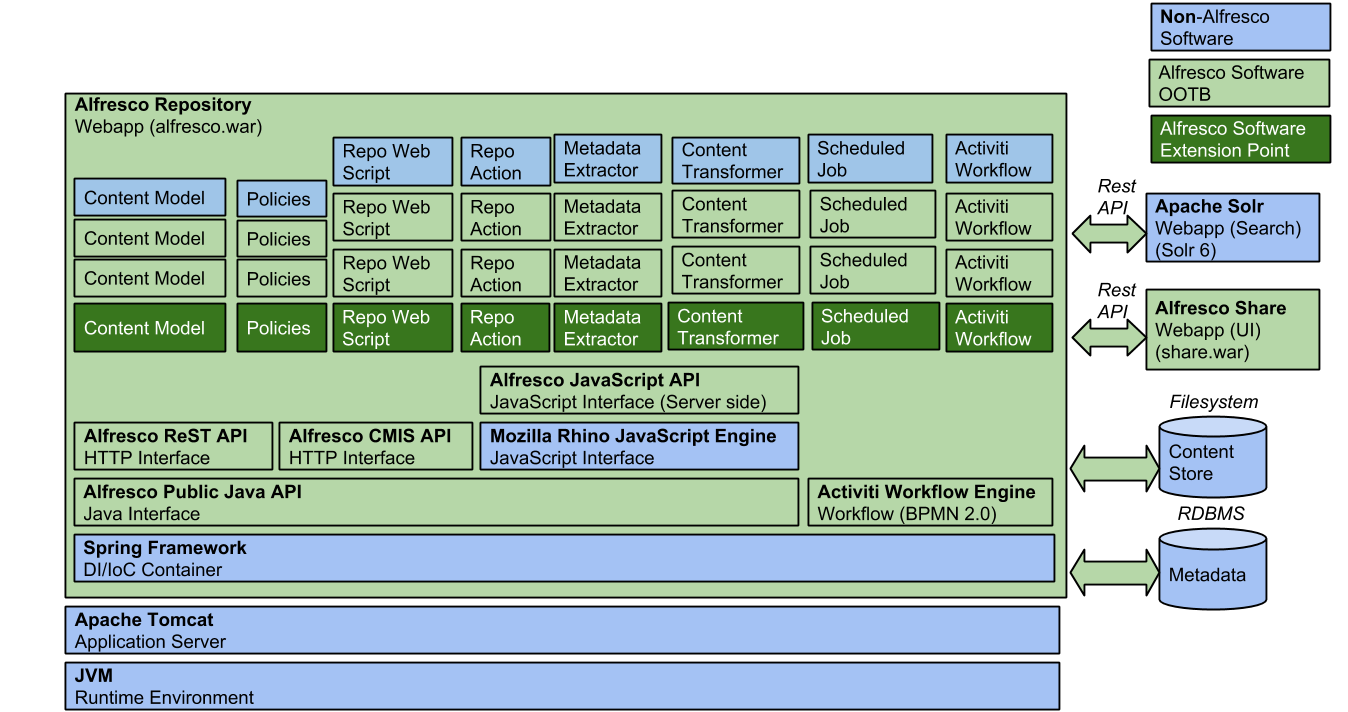 Non-Alfresco
Software
Alfresco Software
OOTB
Alfresco Software
Extension Point
Alfresco Repository
Webapp (alfresco.war)
Content Model
Policies
Repo Web
Script
Repo
Action
Metadata
Extractor
Content
Transformer
Scheduled
Job
Activiti
Workflow
Content Model
Policies
Repo Web
Script
Repo
Action
Metadata
Extractor
Content
Transformer
Scheduled
Job
Activiti
Workflow
Content Model
Policies
Repo Web
Script
Repo
Action
Metadata
Extractor
Content
Transformer
Scheduled
Job
Activiti
Workflow
Content Model
Policies
Repo Web
Script
Repo
Action
Metadata
Extractor
Content
Transformer
Scheduled
Job
Activiti
Workflow
Alfresco JavaScript API
JavaScript Interface (Server side)
Alfresco ReST API
HTTP Interface
Alfresco CMIS API
HTTP Interface
Mozilla Rhino JavaScript Engine
JavaScript Interface
Alfresco Public Java API
Java Interface
Activiti Workflow Engine
Workflow (BPMN 2.0)
Spring Framework
DI/IoC Container
Apache Tomcat
Application Server
JVM
Runtime Environment
Rest
API
Apache Solr
Webapp (Search)
(Solr 6)
Rest
API
Alfresco Share
Webapp (UI)
(share.war)
Filesystem
Content
Store
RDBMS
Metadata